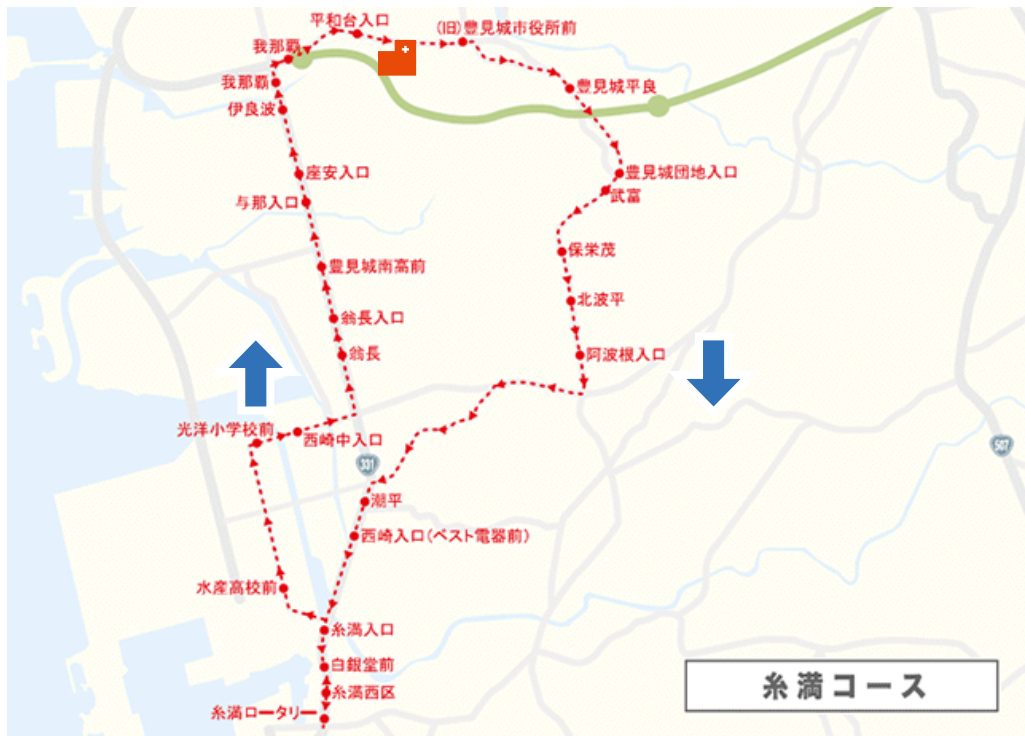 平和台入口
(旧)豊見城市役所前
我那覇
我那覇
豊見城平良
伊良波
座安入口
豊見城団地入口
武富
与那入口
保栄茂
豊見城南高前
北波平
翁長入口
翁長
阿波根入口
光洋小学校前
西崎中入口
331
507
潮平
西崎入口(ベスト電器前)
水産高校前
糸満入口
白銀堂前
糸満西区
糸満ロータリー
糸満コース